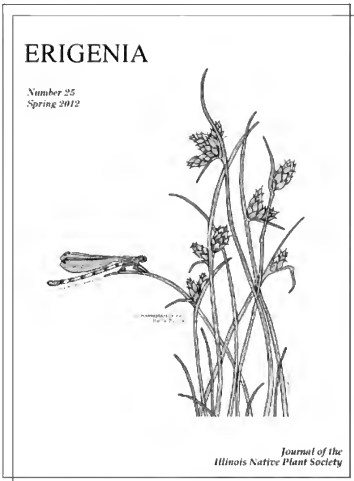 ERIGENIA
Number 25
Spring 2012
Journal of the
Illinois Native Plant Society